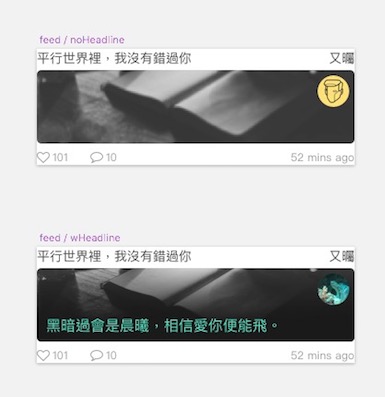 feed / noHeadline
平行世界裡，我沒有錯過你 又曯
101 10 52 mins ago
feed / wHeadline
平行世界裡，我沒有錯過你 又曯
黑暗過會是晨曦，相信愛你便能飛。
101 10 52 mins ago